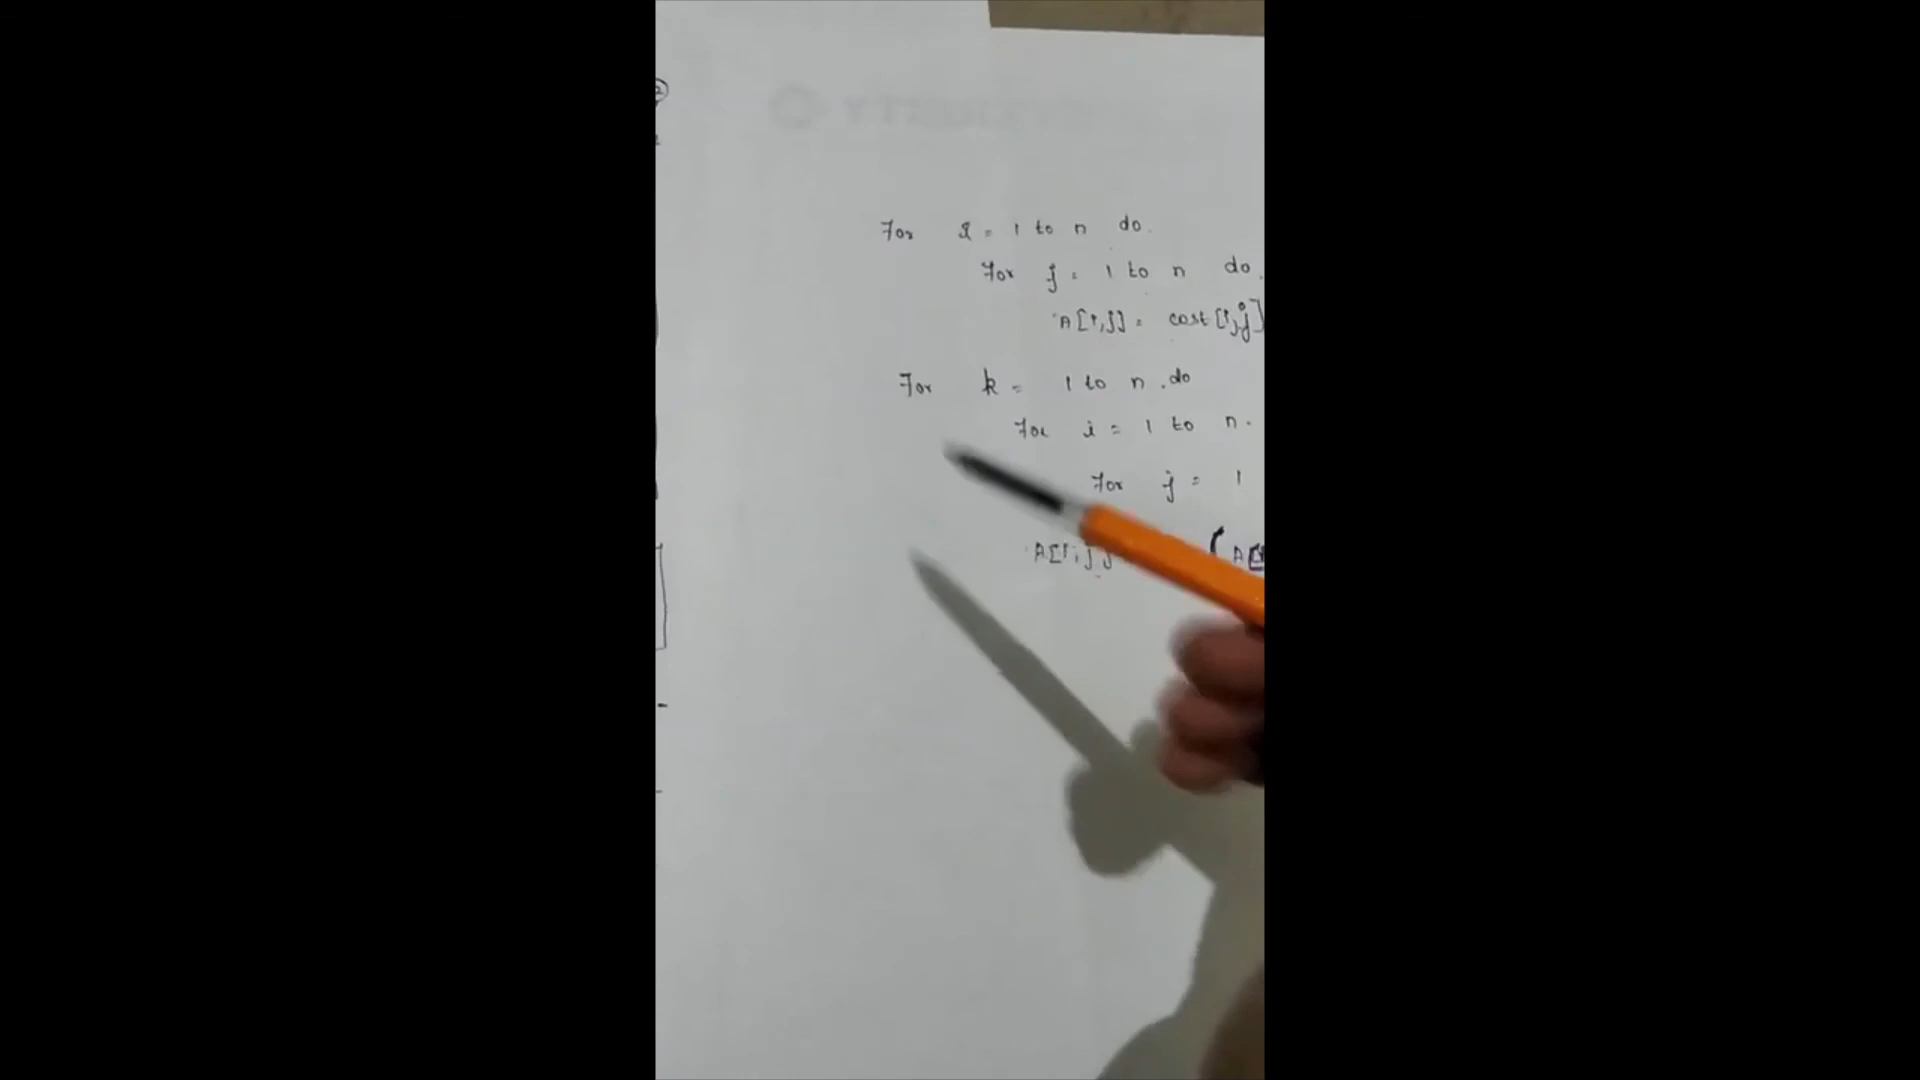 For i = 1 to n do.
For j = 1 to n do.
A[i,j] = cost[i,j]
For k = 1 to n do
For i = 1 to n.
For j = 1
A[i,j] ( A[